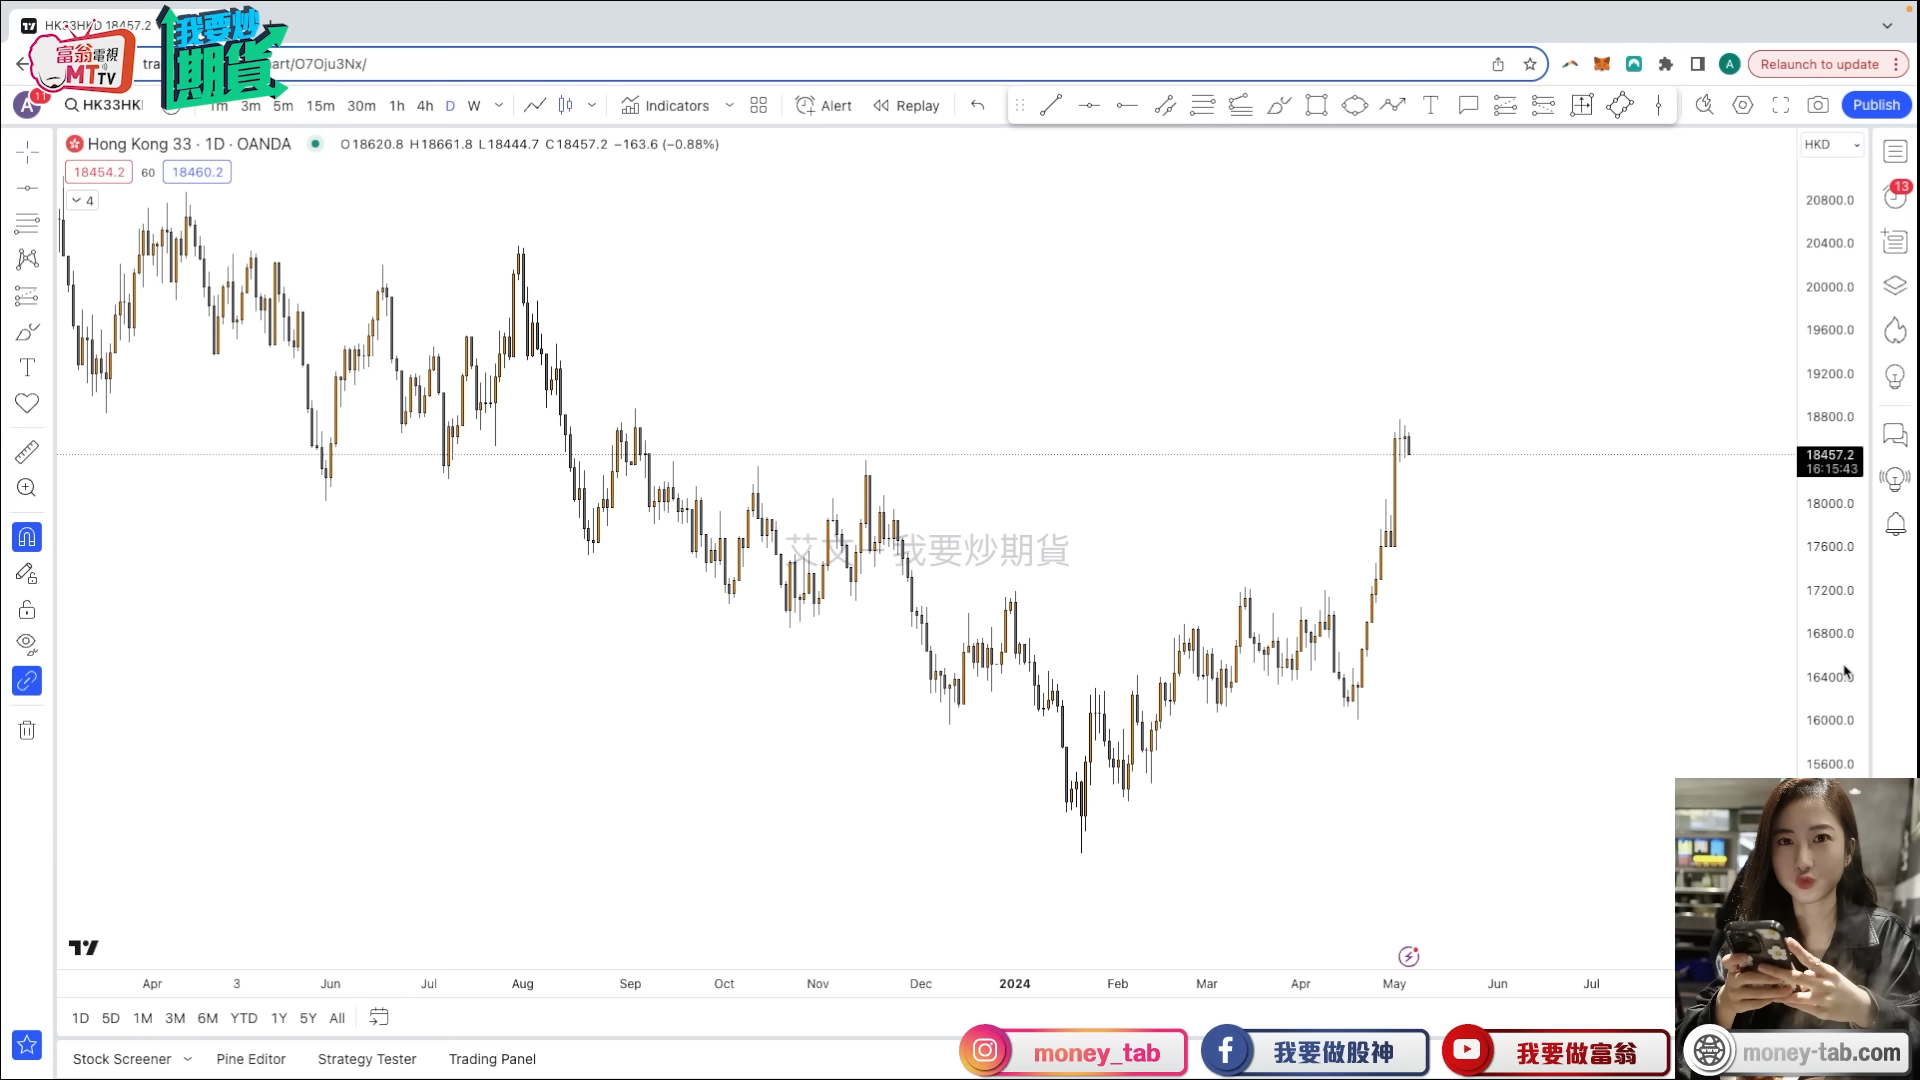 HK33HKD 18457.2
富翁電視
MTTV
我要炒
期貨
tra
art/O7Oju3Nx/
Relaunch to update
A
A
11
HK33HK
1m 3m 5m 15m 30m 1h 4h D W
Indicators
Alert
Replay
Publish
Hong Kong 33 · 1D · OANDA
O18620.8 H18661.8 L18444.7 C18457.2 −163.6 (−0.88%)
HKD
18454.2 60 18460.2
4
13
20800.0
20400.0
20000.0
19600.0
19200.0
18800.0
18457.2
16:15:43
18000.0
17600.0
17200.0
16800.0
16400.0
16000.0
15600.0
艾文 - 我要炒期貨
Apr 3 Jun Jul Aug Sep Oct Nov Dec 2024 Feb Mar Apr May Jun Jul
1D 5D 1M 3M 6M YTD 1Y 5Y All
Stock Screener Pine Editor Strategy Tester Trading Panel
money_tab
我要做股神
我要做富翁
money-tab.com